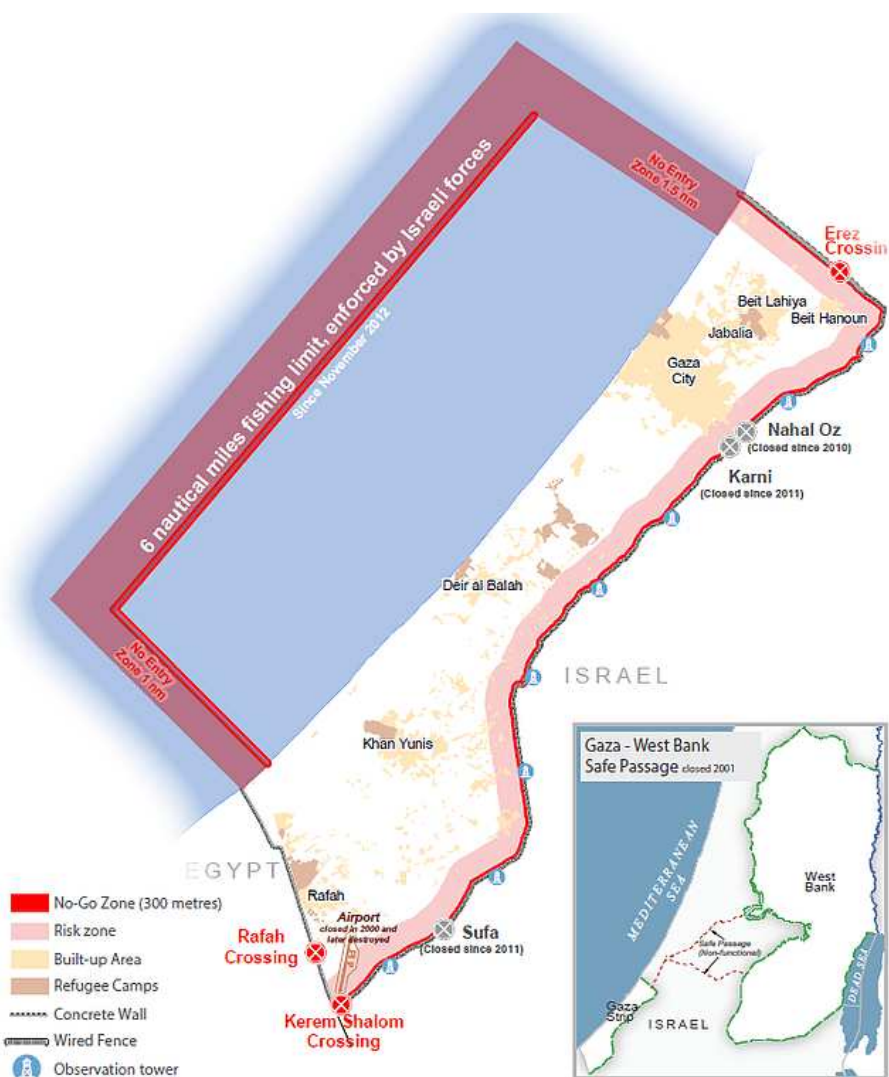 6 nautical miles fishing limit, enforced by Israeli forces
Since November 2012
No Entry
Zone 1.5 nm
Erez
Crossin
Beit Lahiya
Beit Hanoun
Jabalia
Gaza
City
Nahal Oz
(Closed since 2010)
Karni
(Closed since 2011)
Deir al Balah
No Entry
Zone 1 nm
ISRAEL
Khan Yunis
EGYPT
Rafah
Airport
closed in 2000 and
later destroyed
Rafah
Crossing
Sufa
(Closed since 2011)
Kerem Shalom
Crossing
No-Go Zone (300 metres)
Risk zone
Built-up Area
Refugee Camps
Concrete Wall
Wired Fence
Observation tower
Gaza - West Bank
Safe Passage closed 2001
MEDITERRANEAN
SEA
West
Bank
Safe Passage
(Non-functional)
DEAD SEA
Gaza
Strip
ISRAEL